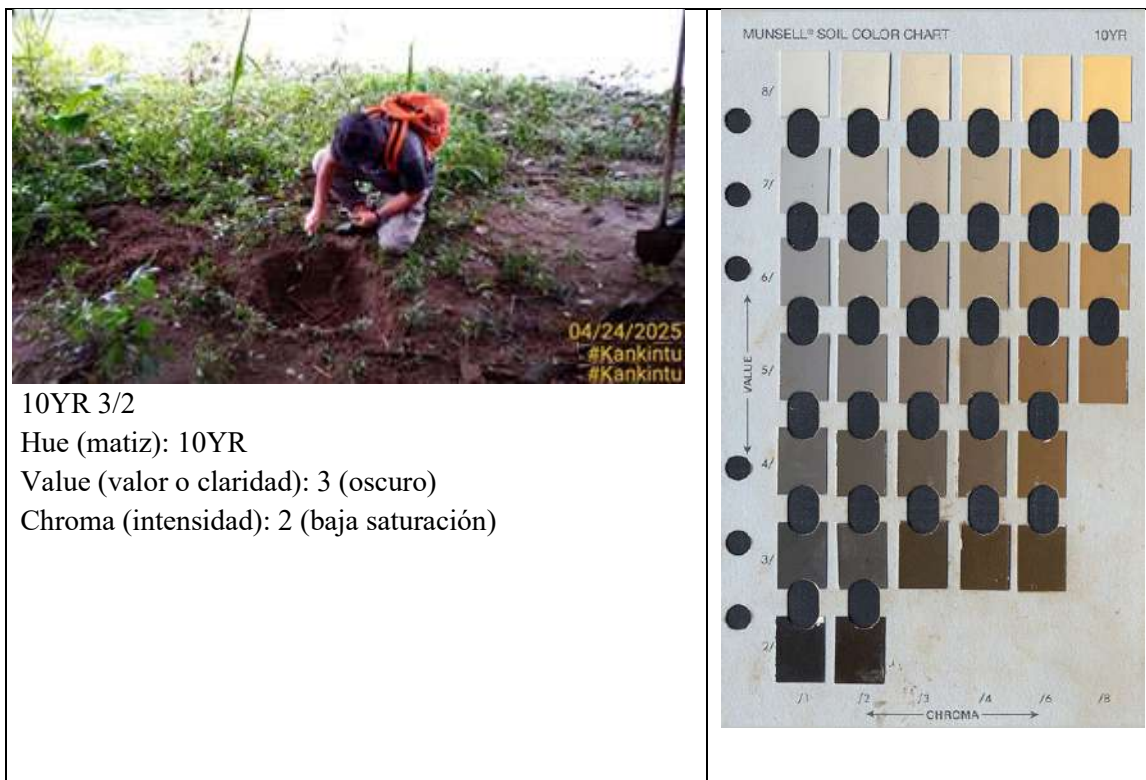 04/24/2025
#Kankintu
#Kankintu
10YR 3/2
Hue (matiz): 10YR
Value (valor o claridad): 3 (oscuro)
Chroma (intensidad): 2 (baja saturación)
MUNSELL® SOIL COLOR CHART 10YR
8/
7/
6/
5/
4/
3/
2/
VALUE
/1 /2 /3 /4 /6 /8
CHROMA